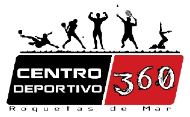 CENTRO
DEPORTIVO
360
Roquetas de Mar